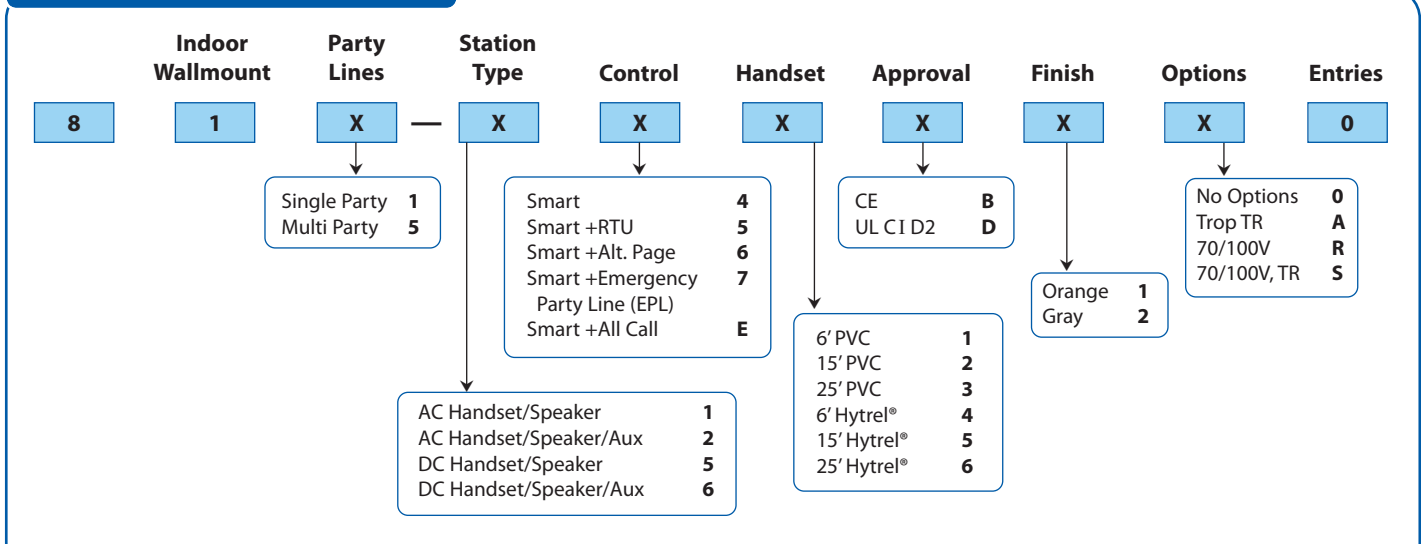 Indoor Wallmount
Party Lines
Station Type
Control
Handset
Approval
Finish
Options
Entries
8 1 X — X X X X X X 0
Single Party 1
Multi Party 5
Smart 4
Smart +RTU 5
Smart +Alt. Page 6
Smart +Emergency 7
Party Line (EPL)
Smart +All Call E
CE B
UL C I D2 D
No Options 0
Trop TR A
70/100V R
70/100V, TR S
Orange 1
Gray 2
6’ PVC 1
15’ PVC 2
25’ PVC 3
6’ Hytrel® 4
15’ Hytrel® 5
25’ Hytrel® 6
AC Handset/Speaker 1
AC Handset/Speaker/Aux 2
DC Handset/Speaker 5
DC Handset/Speaker/Aux 6